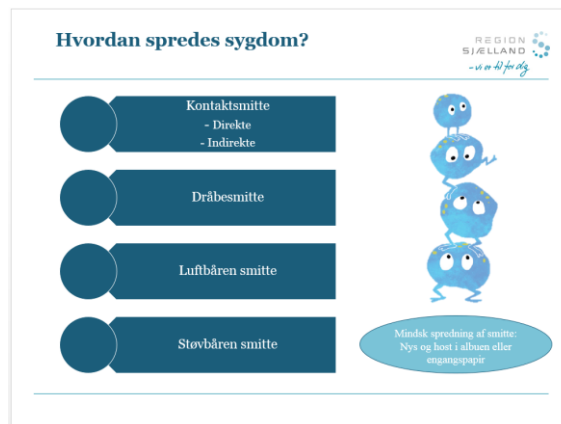 Hvordan spredes sygdom?
REGION
SJÆLLAND
- vi er til for dig
Kontaktsmitte
- Direkte
- Indirekte
Dråbesmitte
Luftbåren smitte
Støvbåren smitte
Mindsk spredning af smitte:
Nys og host i albuen eller
engangspapir